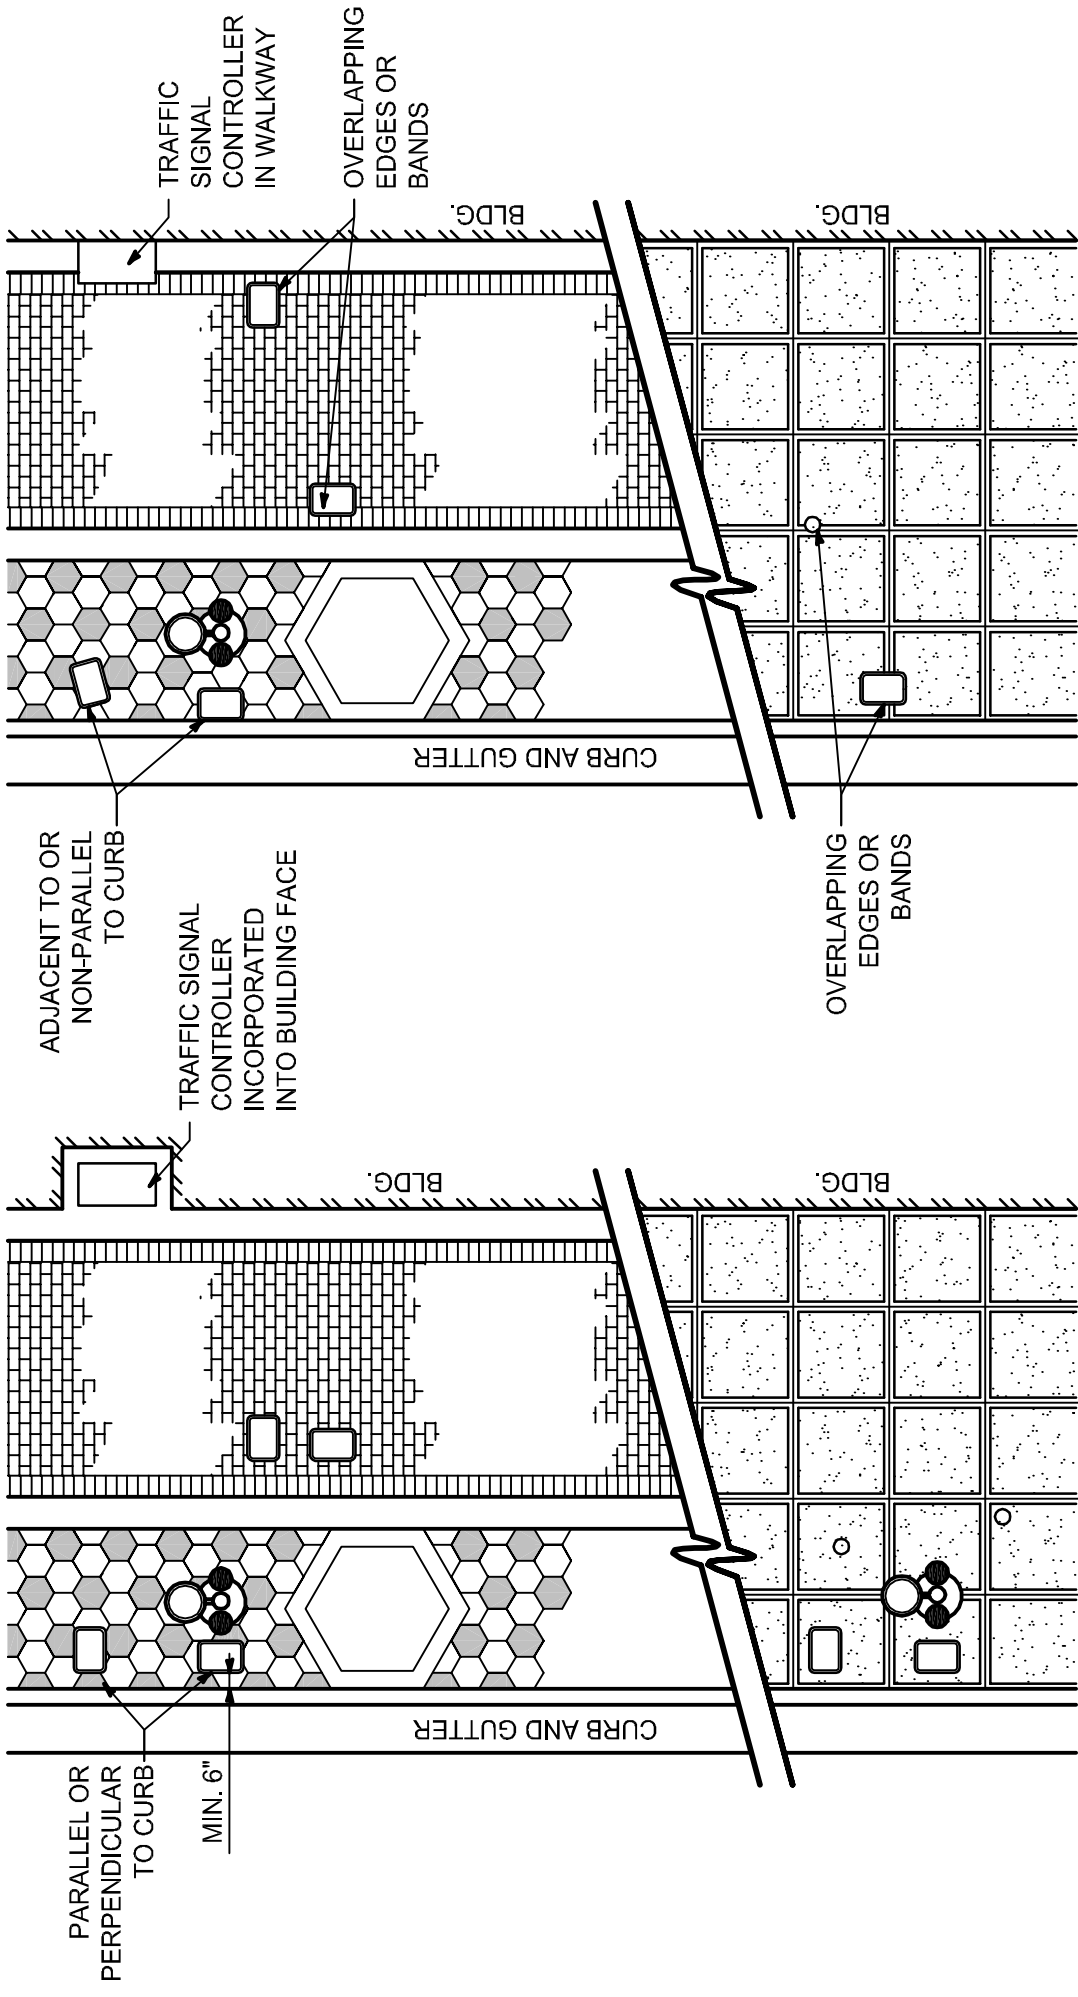 PARALLEL OR
PERPENDICULAR
TO CURB
MIN. 6"
CURB AND GUTTER
BLDG.
BLDG.
TRAFFIC SIGNAL
CONTROLLER
INCORPORATED
INTO BUILDING FACE
ADJACENT TO OR
NON-PARALLEL
TO CURB
CURB AND GUTTER
OVERLAPPING
EDGES OR
BANDS
BLDG.
BLDG.
TRAFFIC
SIGNAL
CONTROLLER
IN WALKWAY
OVERLAPPING
EDGES OR
BANDS